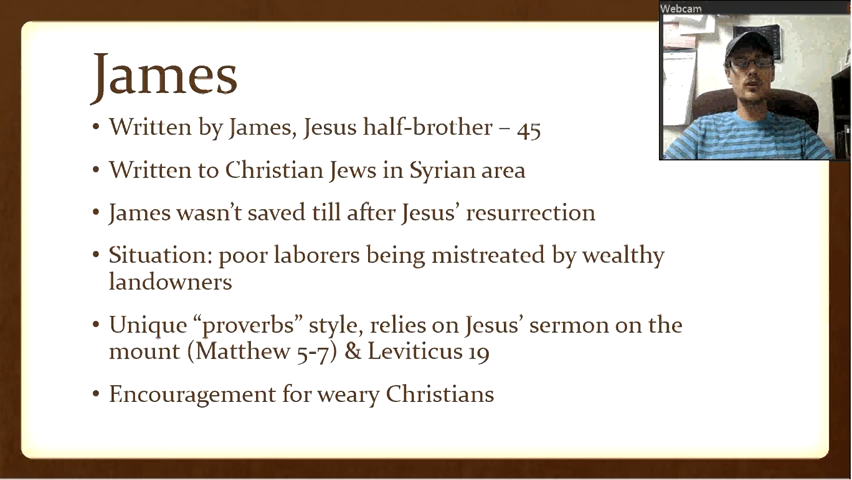 Webcam
James
• Written by James, Jesus half-brother – 45
• Written to Christian Jews in Syrian area
• James wasn’t saved till after Jesus’ resurrection
• Situation: poor laborers being mistreated by wealthy
landowners
• Unique “proverbs” style, relies on Jesus’ sermon on the
mount (Matthew 5-7) & Leviticus 19
• Encouragement for weary Christians